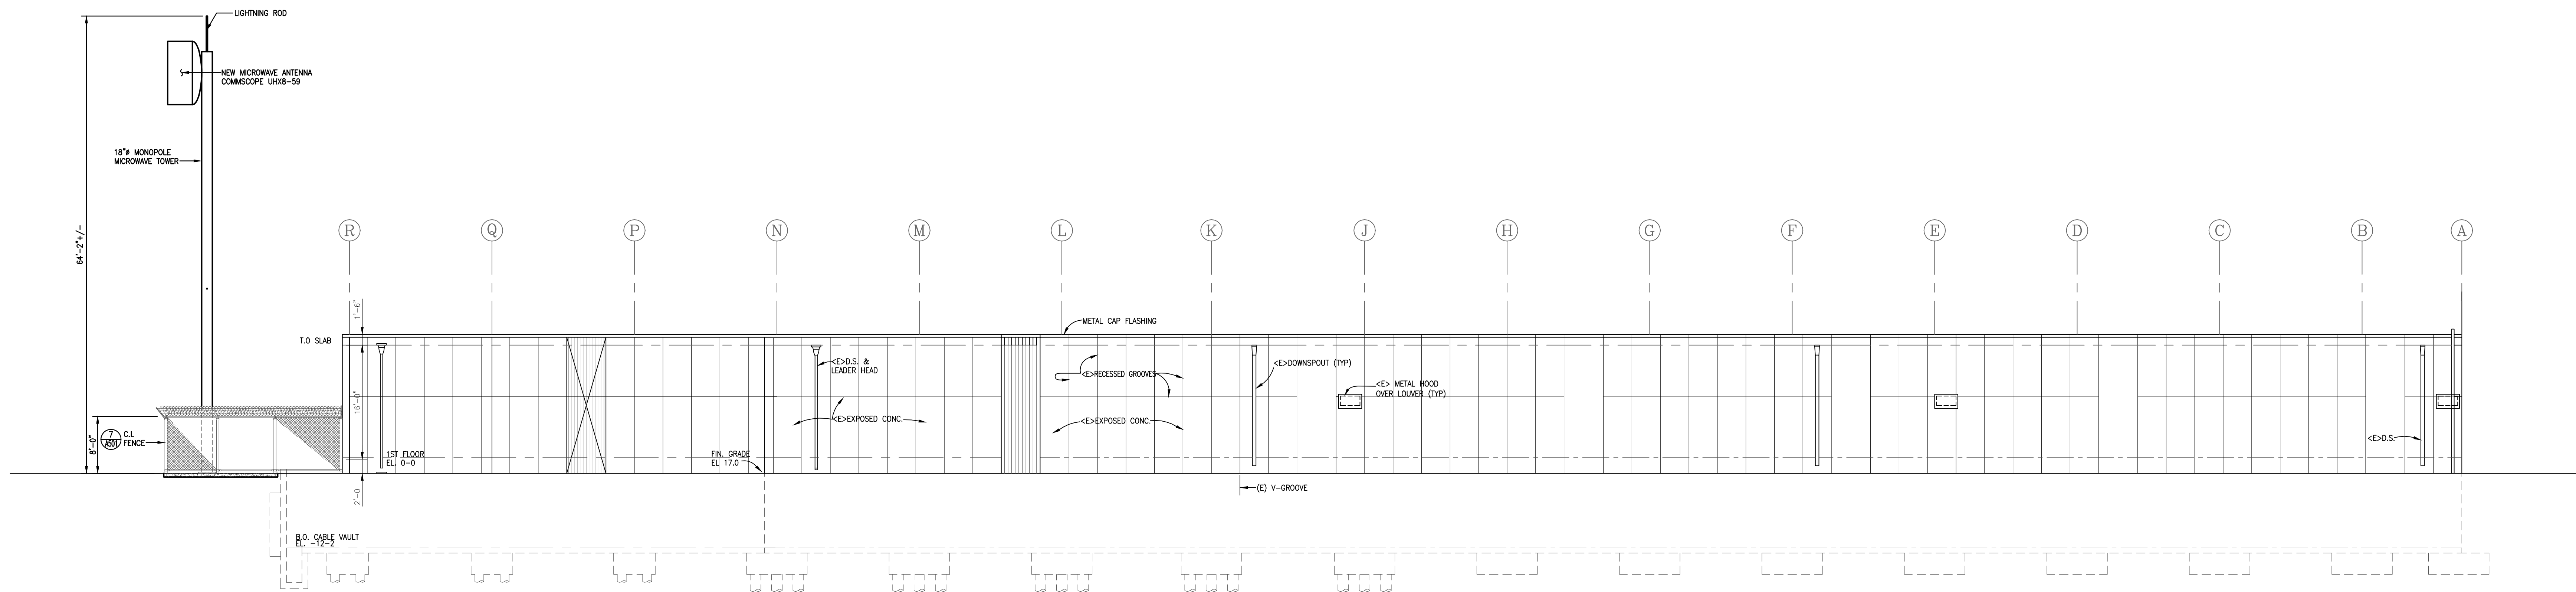 LIGHTNING ROD
NEW MICROWAVE ANTENNA
COMMSCOPE UHX8-59
18"ø MONOPOLE
MICROWAVE TOWER
64'-2"+/-
R
Q
P
N
M
L
K
J
H
G
F
E
D
C
B
A
1'-6"
METAL CAP FLASHING
T.O SLAB
<E>D.S. &
LEADER HEAD
<E>RECESSED GROOVES
<E>DOWNSPOUT (TYP)
<E> METAL HOOD
OVER LOUVER (TYP)
16'-0"
<E>EXPOSED CONC.
<E>EXPOSED CONC.
8'-0"
7
A501
C.L
FENCE
<E>D.S.
1ST FLOOR
EL. 0-0
FIN. GRADE
EL 17.0
2'-0
(E) V-GROOVE
B.O. CABLE VAULT
EL. -12-2